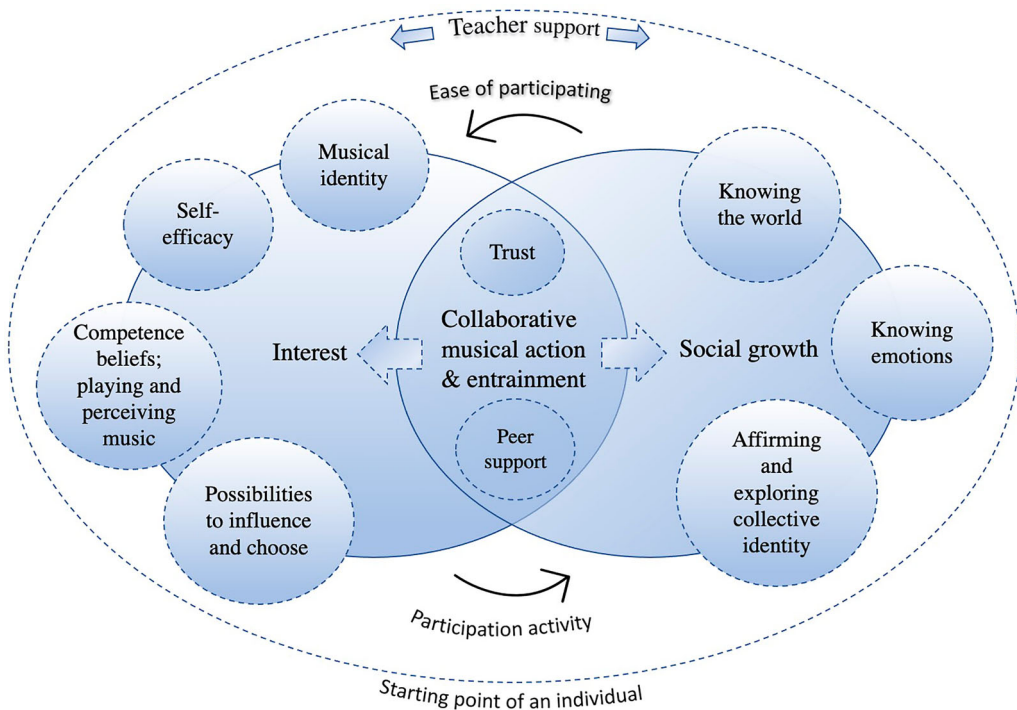 Teacher support
Ease of participating
Musical
identity
Self-
efficacy
Competence
beliefs;
playing and
perceiving
music
Possibilities
to influence
and choose
Interest
Trust
Collaborative
musical action
& entrainment
Peer
support
Social growth
Knowing
the world
Knowing
emotions
Affirming
and
exploring
collective
identity
Participation activity
Starting point of an individual